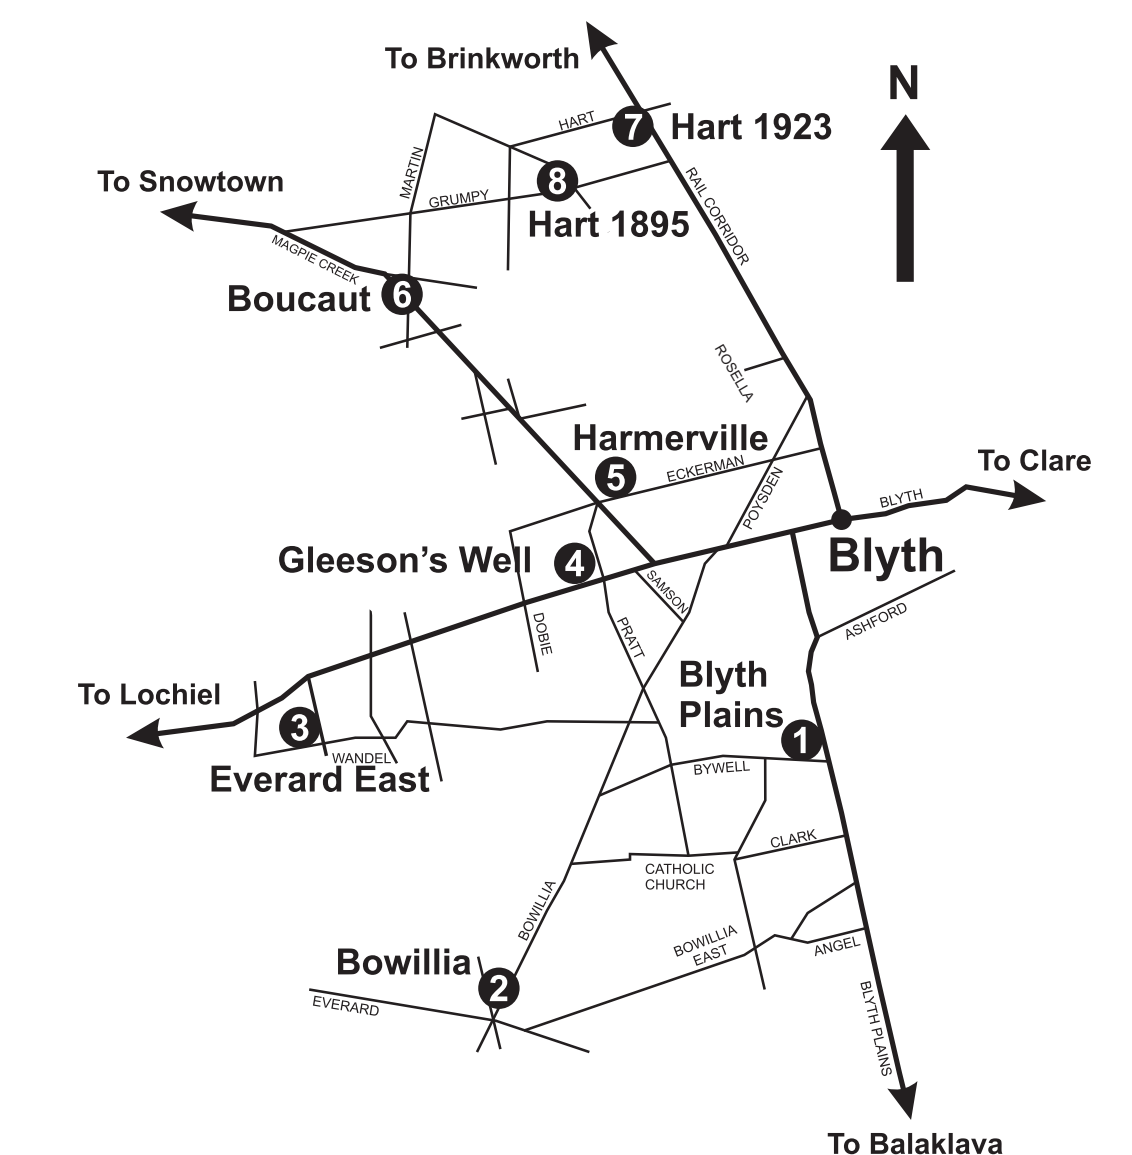 To Brinkworth
N
HART
7
Hart 1923
MARTIN
To Snowtown
8
GRUMPY
RAIL CORRIDOR
Hart 1895
MAGPIE CREEK
Boucaut
6
ROSELLA
Harmerville
5
ECKERMAN
To Clare
POYSDEN
BLYTH
Gleeson's Well
4
Blyth
SAMSON
DOBIE
PRATT
ASHFORD
Blyth
Plains
1
To Lochiel
3
WANDEL
Everard East
BYWELL
CLARK
CATHOLIC
CHURCH
BOWILLIA
BOWILLIA
EAST
ANGEL
Bowillia
2
EVERARD
BLYTH PLAINS
To Balaklava